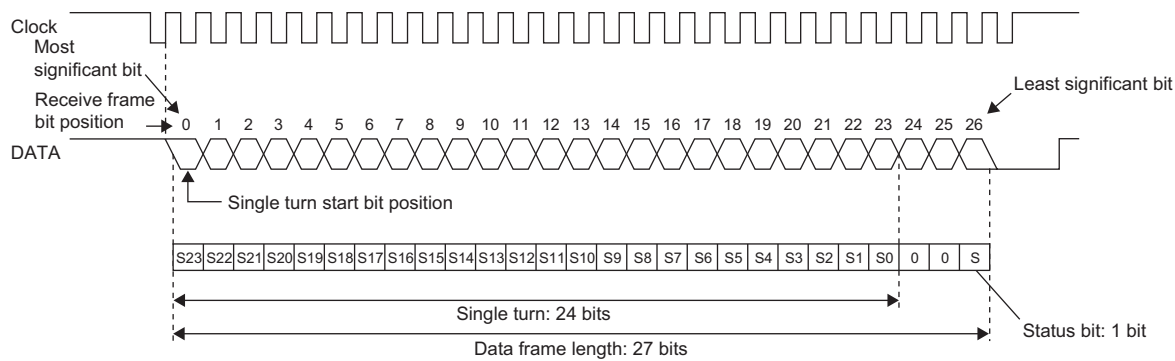 Clock
Most
significant bit
Receive frame
bit position
Least significant bit
0 1 2 3 4 5 6 7 8 9 10 11 12 13 14 15 16 17 18 19 20 21 22 23 24 25 26
DATA
Single turn start bit position
S23 S22 S21 S20 S19 S18 S17 S16 S15 S14 S13 S12 S11 S10 S9 S8 S7 S6 S5 S4 S3 S2 S1 S0 0 0 S
Single turn: 24 bits
Status bit: 1 bit
Data frame length: 27 bits